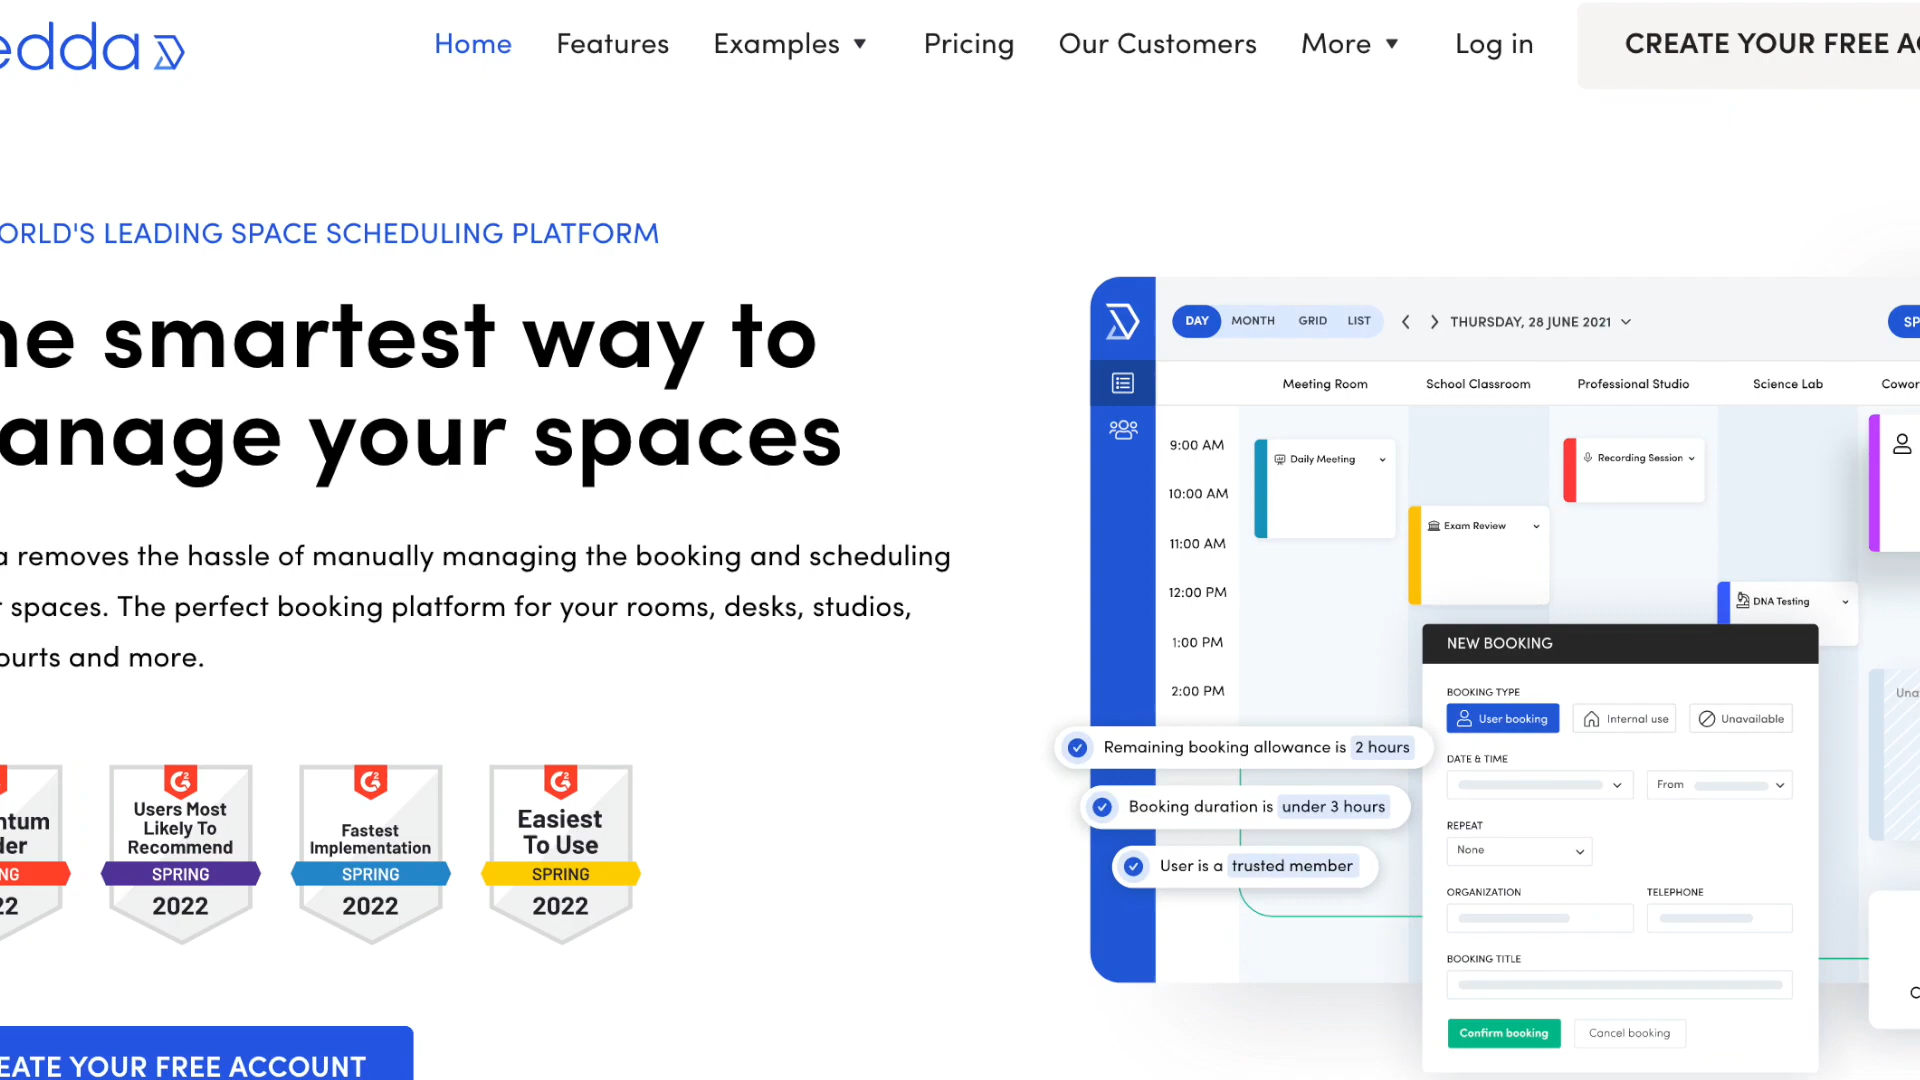 edda
Home Features Examples Pricing Our Customers More Log in CREATE YOUR FREE
ORLD'S LEADING SPACE SCHEDULING PLATFORM
smartest way to
anage your spaces
a removes the hassle of manually managing the booking and scheduling
spaces. The perfect booking platform for your rooms, desks, studios,
ourts and more.
ntum
der
NG
22
G2
Users Most
Likely To
Recommend
SPRING
2022
G2
Fastest
Implementation
SPRING
2022
G2
Easiest
To Use
SPRING
2022
EATE YOUR FREE ACCOUNT
DAY MONTH GRID LIST THURSDAY, 28 JUNE 2021 SP
Meeting Room School Classroom Professional Studio Science Lab Cowor
9:00 AM
10:00 AM
11:00 AM
12:00 PM
1:00 PM
2:00 PM
Daily Meeting
Exam Review
Recording Session
DNA Testing
Una
Remaining booking allowance is 2 hours
Booking duration is under 3 hours
User is a trusted member
NEW BOOKING
BOOKING TYPE
User booking Internal use Unavailable
DATE & TIME
From
REPEAT
None
ORGANIZATION TELEPHONE
BOOKING TITLE
Confirm booking Cancel booking